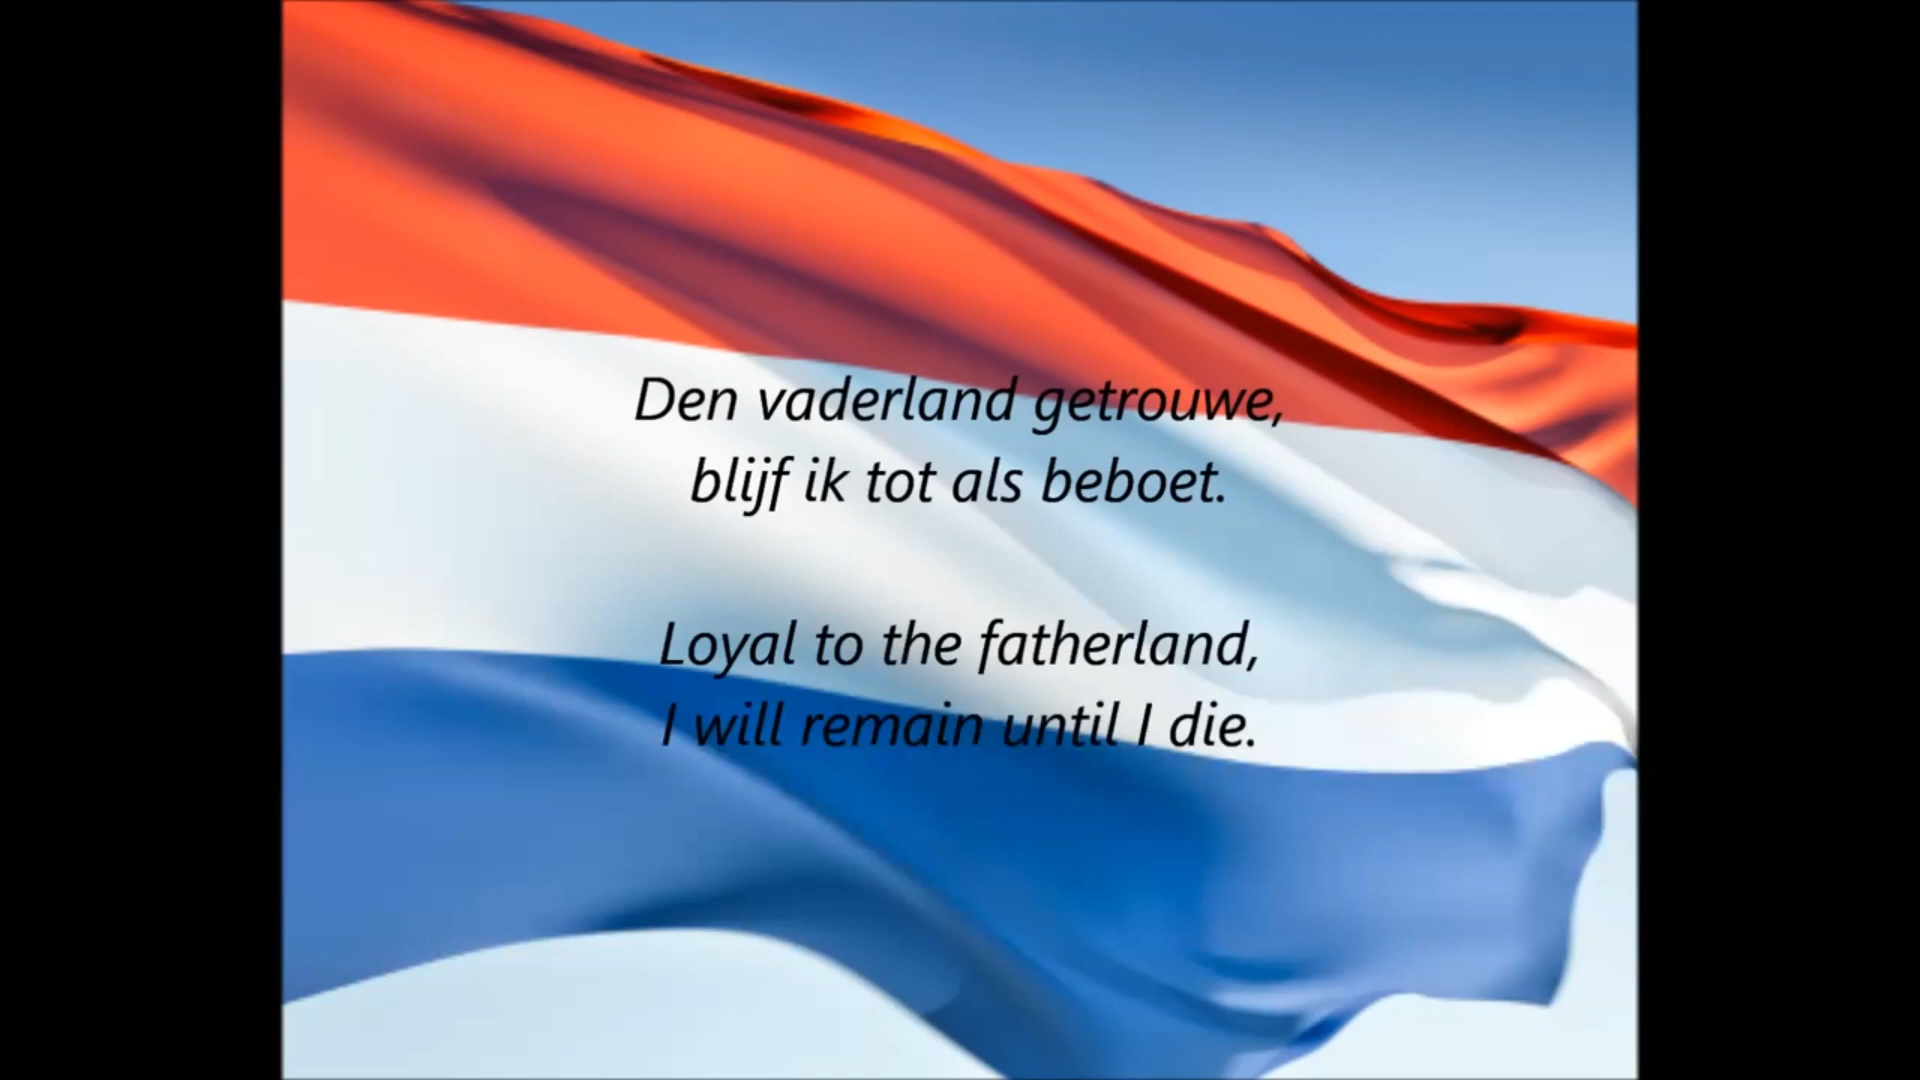 Den vaderland getrouwe,
blijf ik tot als beboet.
Loyal to the fatherland,
I will remain until I die.